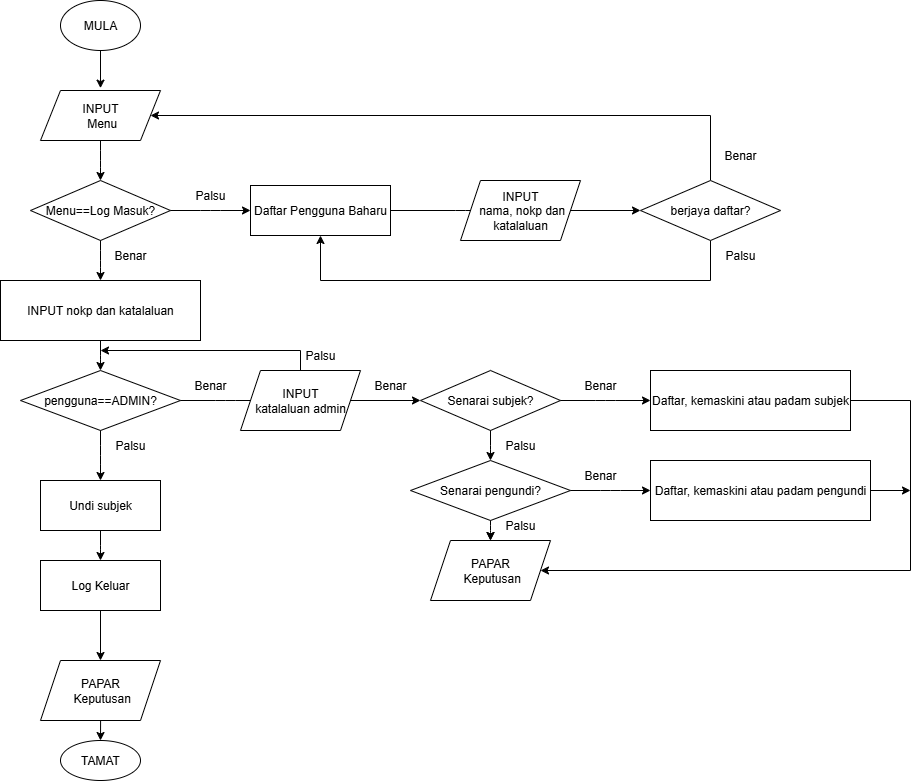 MULA
INPUT
Menu
Benar
Menu==Log Masuk?
Palsu
Daftar Pengguna Baharu
INPUT
nama, nokp dan
katalaluan
berjaya daftar?
Benar
Palsu
INPUT nokp dan katalaluan
Palsu
pengguna==ADMIN?
Benar
INPUT
katalaluan admin
Benar
Senarai subjek?
Benar
Daftar, kemaskini atau padam subjek
Palsu
Palsu
Senarai pengundi?
Benar
Daftar, kemaskini atau padam pengundi
Undi subjek
Palsu
PAPAR
Keputusan
Log Keluar
PAPAR
Keputusan
TAMAT